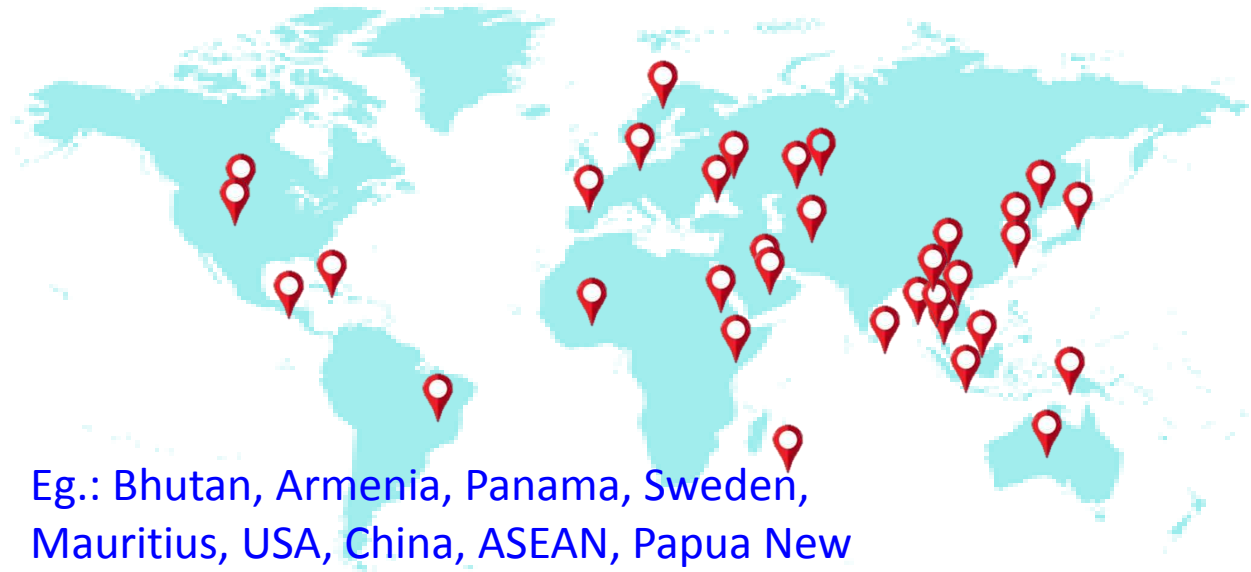 Eg.: Bhutan, Armenia, Panama, Sweden,
Mauritius, USA, China, ASEAN, Papua New